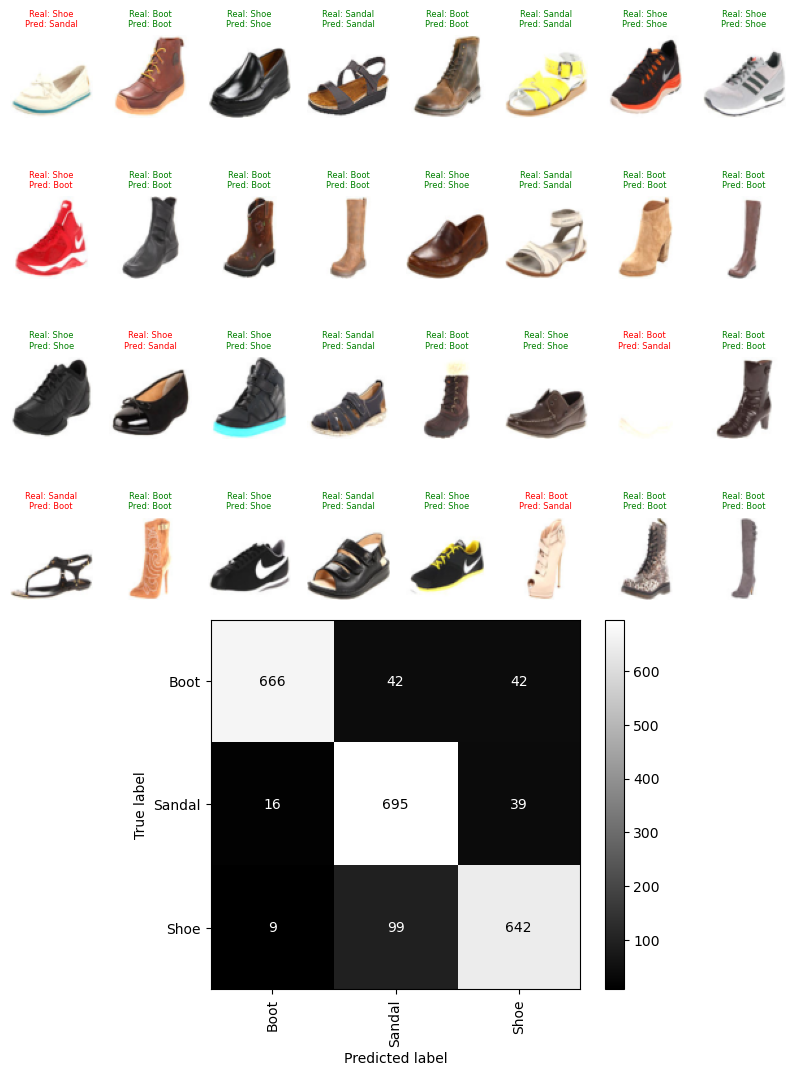 Real: Shoe
Pred: Sandal
Real: Boot
Pred: Boot
Real: Shoe
Pred: Shoe
Real: Sandal
Pred: Sandal
Real: Boot
Pred: Boot
Real: Sandal
Pred: Sandal
Real: Shoe
Pred: Shoe
Real: Shoe
Pred: Shoe
Real: Shoe
Pred: Boot
Real: Boot
Pred: Boot
Real: Boot
Pred: Boot
Real: Boot
Pred: Boot
Real: Shoe
Pred: Shoe
Real: Sandal
Pred: Sandal
Real: Boot
Pred: Boot
Real: Boot
Pred: Boot
Real: Shoe
Pred: Shoe
Real: Shoe
Pred: Sandal
Real: Shoe
Pred: Shoe
Real: Sandal
Pred: Sandal
Real: Boot
Pred: Boot
Real: Shoe
Pred: Shoe
Real: Boot
Pred: Sandal
Real: Boot
Pred: Boot
Real: Sandal
Pred: Boot
Real: Boot
Pred: Boot
Real: Shoe
Pred: Shoe
Real: Sandal
Pred: Sandal
Real: Shoe
Pred: Shoe
Real: Boot
Pred: Sandal
Real: Boot
Pred: Boot
Real: Boot
Pred: Boot
True label
Boot
666 42 42
Sandal
16 695 39
Shoe
9 99 642
Boot
Sandal
Shoe
Predicted label
600
500
400
300
200
100